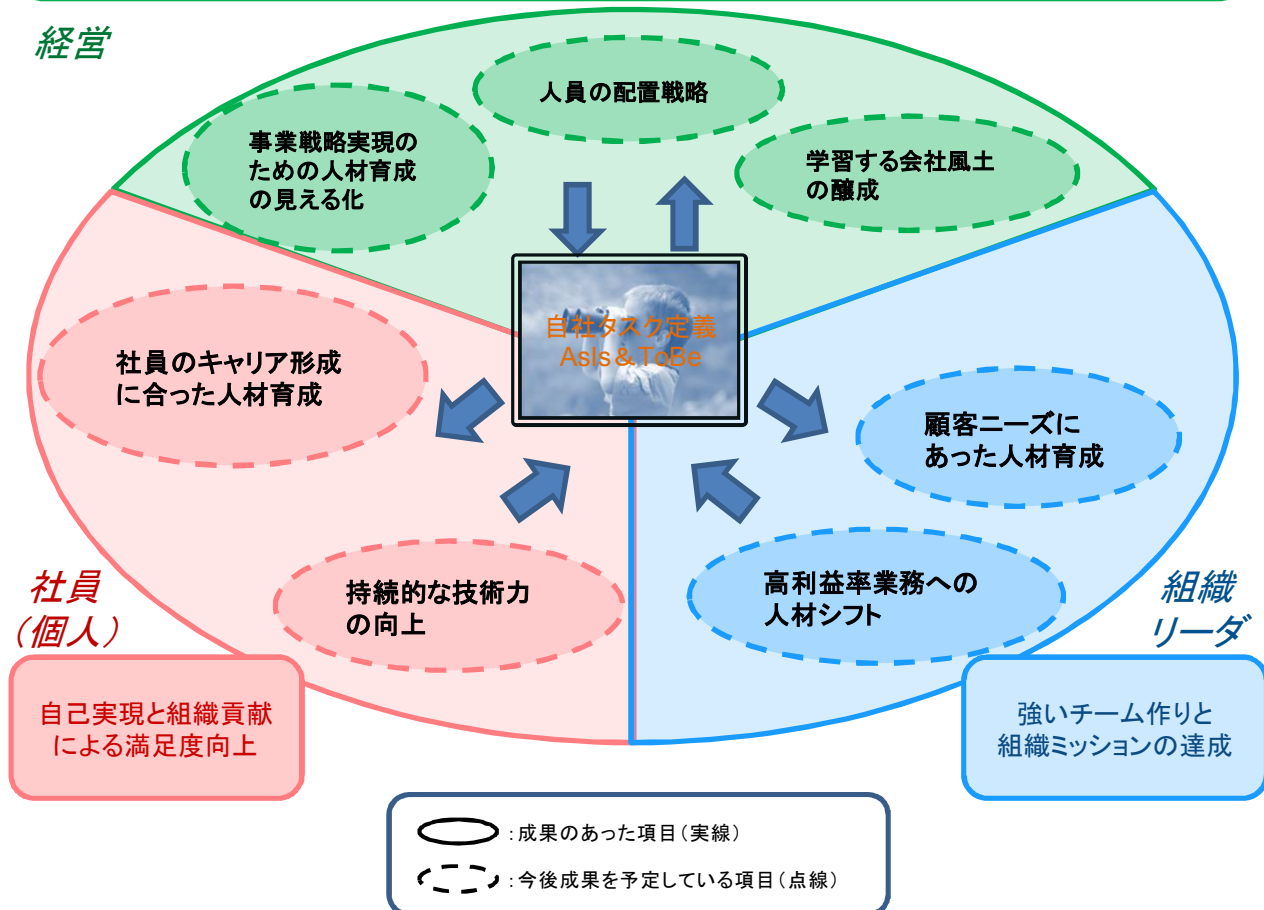 経営
人員の配置戦略
事業戦略実現の
ための人材育成
の見える化
学習する会社風土
の醸成
自社タスク定義
AsIs＆ToBe
社員のキャリア形成
に合った人材育成
顧客ニーズに
あった人材育成
持続的な技術力
の向上
高利益率業務への
人材シフト
社員
（個人）
組織
リーダ
自己実現と組織貢献
による満足度向上
強いチーム作りと
組織ミッションの達成
：成果のあった項目（実線）
：今後成果を予定している項目（点線）